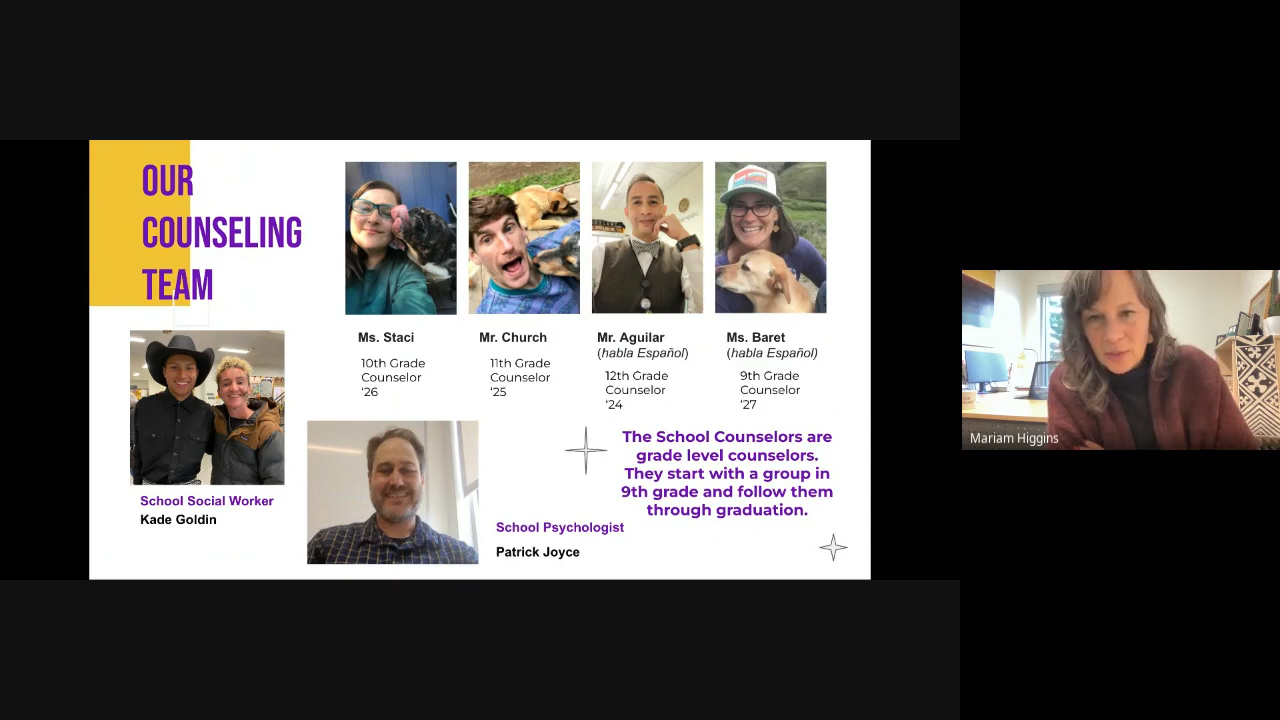 OUR
COUNSELING
TEAM
Ms. Staci
10th Grade
Counselor
‘26
Mr. Church
11th Grade
Counselor
‘25
Mr. Aguilar
(habla Español)
12th Grade
Counselor
‘24
Ms. Baret
(habla Español)
9th Grade
Counselor
‘27
School Social Worker
Kade Goldin
School Psychologist
Patrick Joyce
The School Counselors are
grade level counselors.
They start with a group in
9th grade and follow them
through graduation.
Mariam Higgins